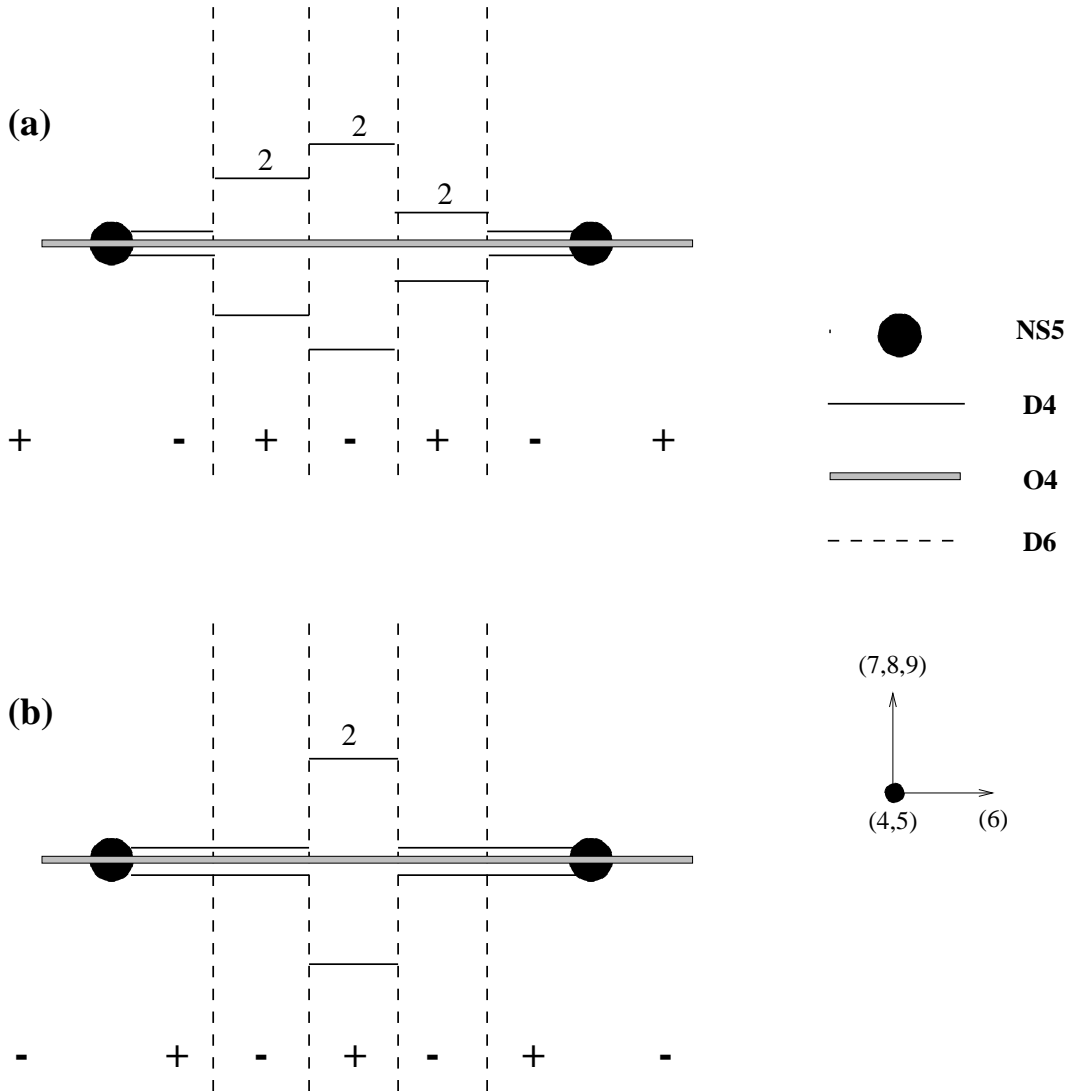 (a)
2
2
2
+ - + - + - +
NS5
D4
O4
D6
(7,8,9)
(4,5)
(6)
(b)
2
- + - + - + -